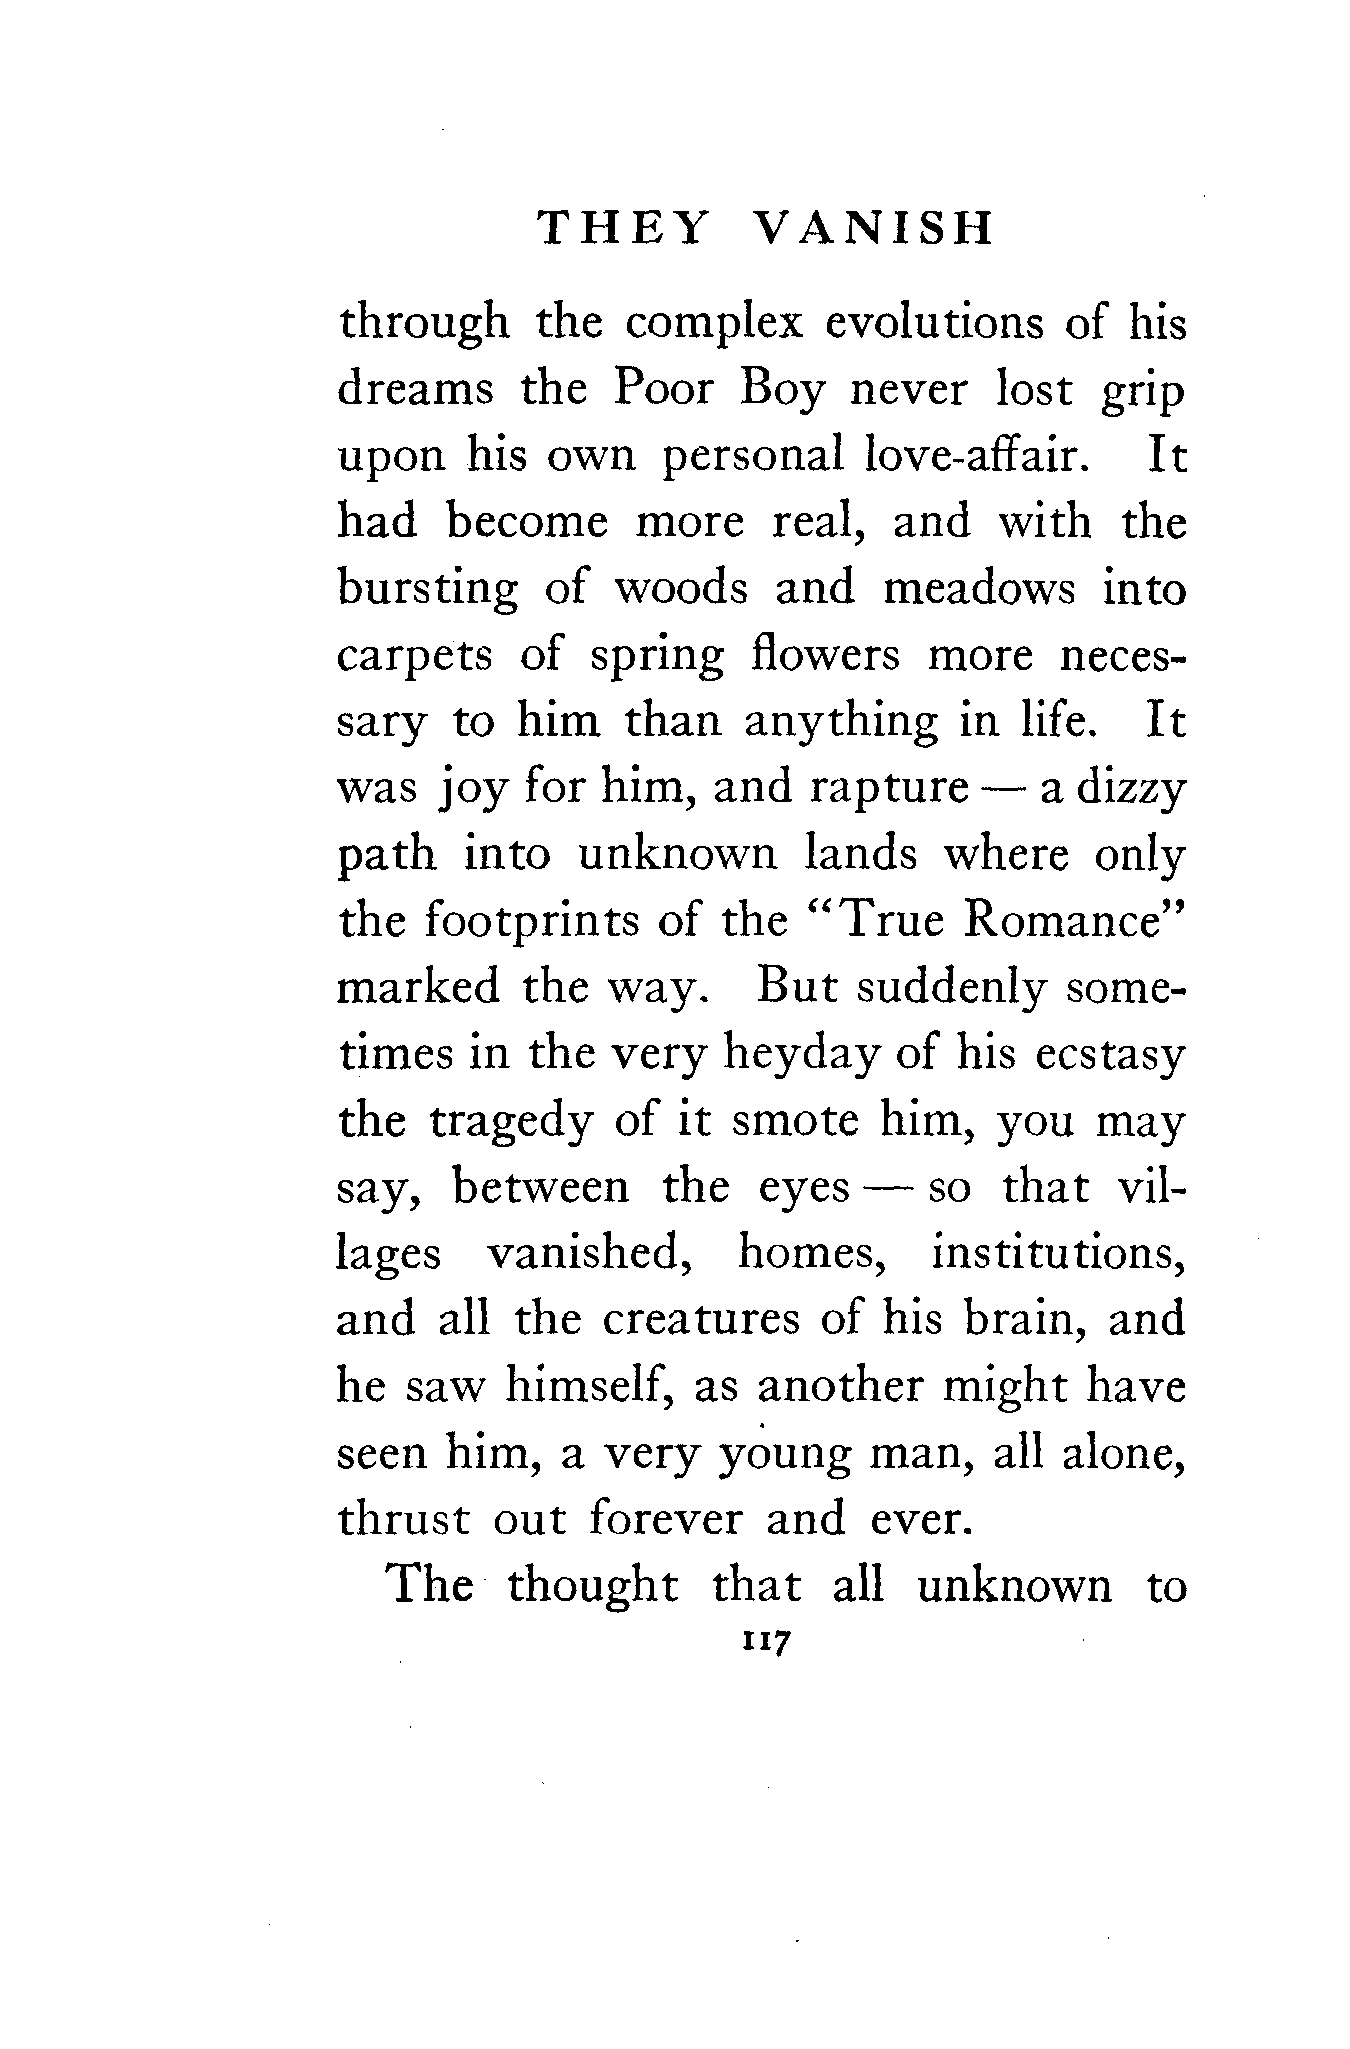 THEY VANISH
through the complex evolutions of his
dreams the Poor Boy never lost grip
upon his own personal love-affair. It
had become more real, and with the
bursting of woods and meadows into
carpets of spring flowers more neces-
sary to him than anything in life. It
was joy for him, and rapture — a dizzy
path into unknown lands where only
the footprints of the “True Romance”
marked the way. But suddenly some-
times in the very heyday of his ecstasy
the tragedy of it smote him, you may
say, between the eyes — so that vil-
lages vanished, homes, institutions,
and all the creatures of his brain, and
he saw himself, as another might have
seen him, a very young man, all alone,
thrust out forever and ever.
The thought that all unknown to
117